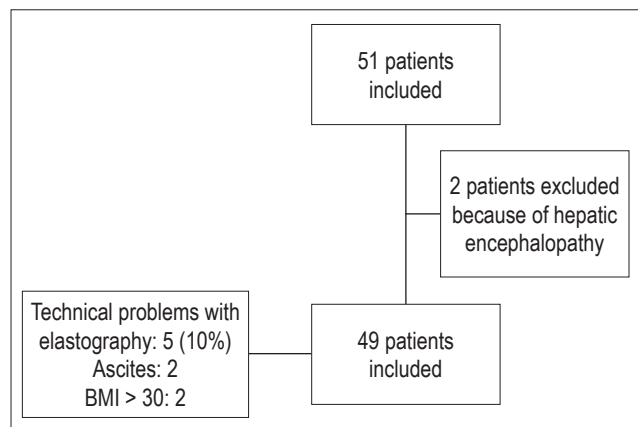 51 patients
included
2 patients excluded
because of hepatic
encephalopathy
Technical problems with
elastography: 5 (10%)
Ascites: 2
BMI > 30: 2
49 patients
included